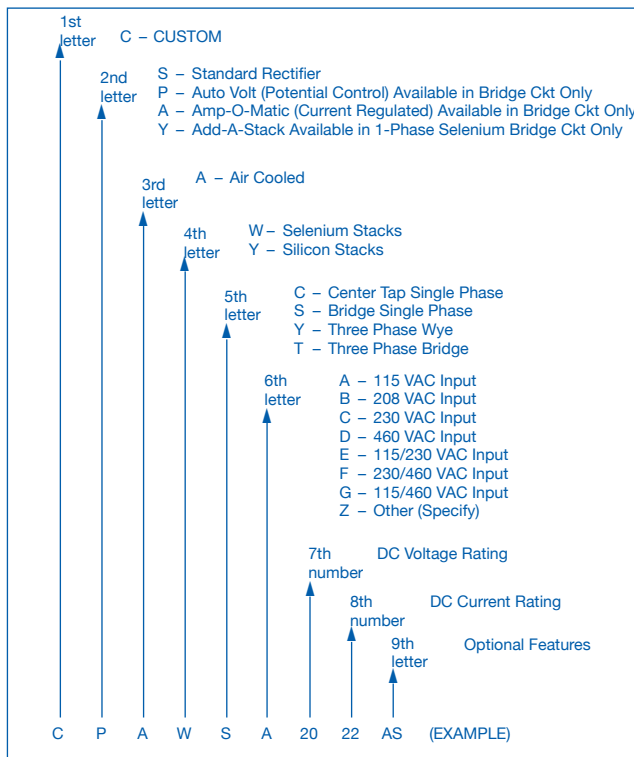 1st
letter
C – CUSTOM
2nd
letter
S – Standard Rectifier
P – Auto Volt (Potential Control) Available in Bridge Ckt Only
A – Amp-O-Matic (Current Regulated) Available in Bridge Ckt Only
Y – Add-A-Stack Available in 1-Phase Selenium Bridge Ckt Only
3rd
letter
A – Air Cooled
4th
letter
W – Selenium Stacks
Y – Silicon Stacks
5th
letter
C – Center Tap Single Phase
S – Bridge Single Phase
Y – Three Phase Wye
T – Three Phase Bridge
6th
letter
A – 115 VAC Input
B – 208 VAC Input
C – 230 VAC Input
D – 460 VAC Input
E – 115/230 VAC Input
F – 230/460 VAC Input
G – 115/460 VAC Input
Z – Other (Specify)
7th
number
DC Voltage Rating
8th
number
DC Current Rating
9th
letter
Optional Features
C P A W S A 20 22 AS (EXAMPLE)